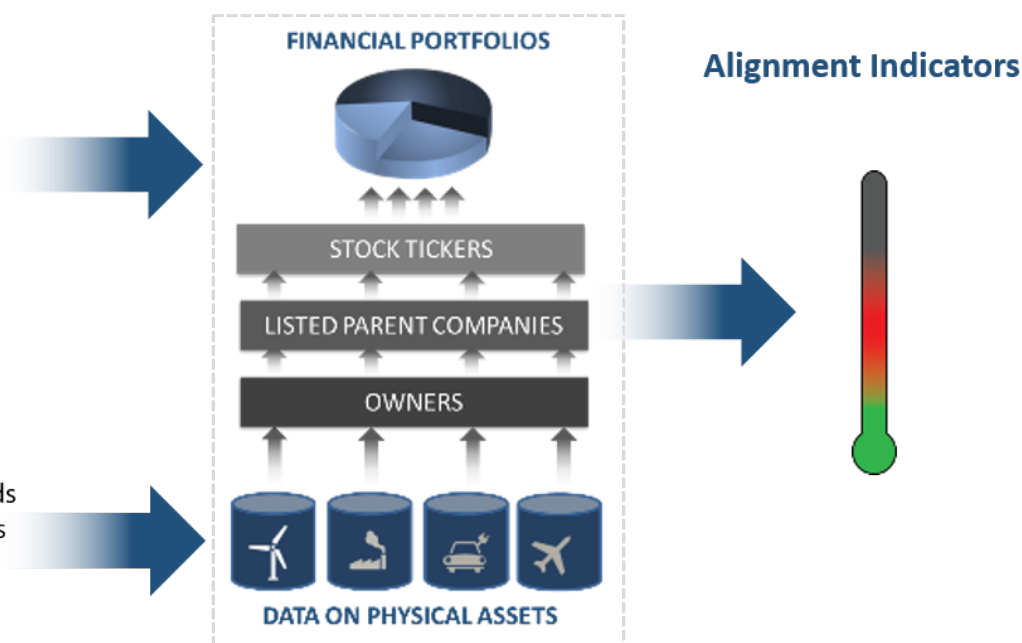 FINANCIAL PORTFOLIOS
Alignment Indicators
STOCK TICKERS
LISTED PARENT COMPANIES
OWNERS
DATA ON PHYSICAL ASSETS